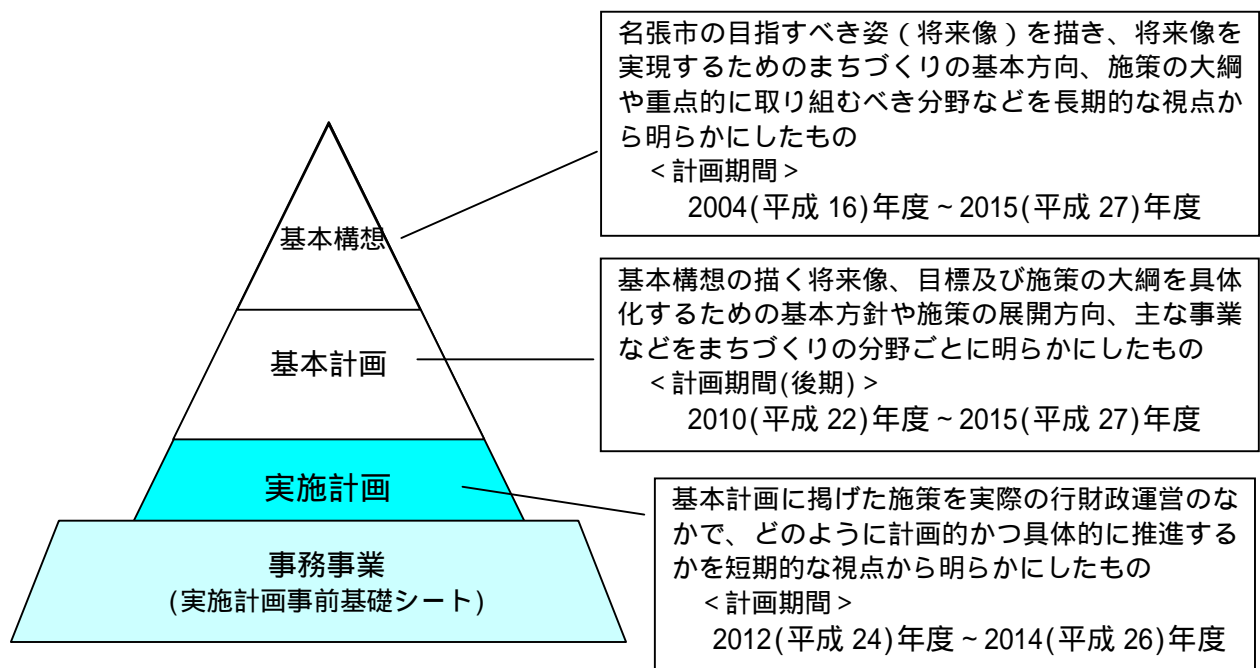 名張市の目指すべき姿(将来像)を描き、将来像を
実現するためのまちづくりの基本方向、施策の大綱
や重点的に取り組むべき分野などを長期的な視点か
ら明らかにしたもの
<計画期間>
2004(平成 16)年度~2015(平成 27)年度
基本構想
基本構想の描く将来像、目標及び施策の大綱を具体
化するための基本方針や施策の展開方向、主な事業
などをまちづくりの分野ごとに明らかにしたもの
<計画期間(後期)>
2010(平成 22)年度~2015(平成 27)年度
基本計画
実施計画
基本計画に掲げた施策を実際の行財政運営のな
かで、どのように計画的かつ具体的に推進する
かを短期的な視点から明らかにしたもの
<計画期間>
2012(平成 24)年度~2014(平成 26)年度
事務事業
(実施計画事前基礎シート)